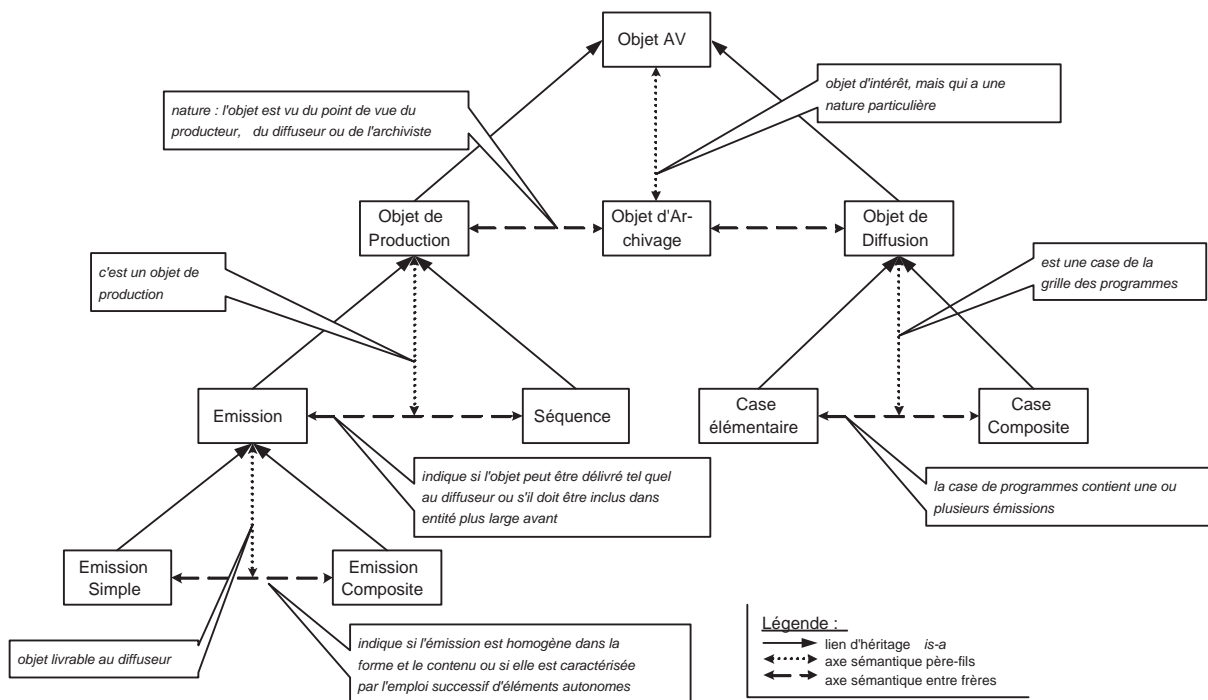 Objet AV
objet d'intérêt, mais qui a une
nature particulière
nature : l'objet est vu du point de vue du
producteur, du diffuseur ou de l'archiviste
Objet de
Production
Objet d'Ar-
chivage
Objet de
Diffusion
c'est un objet de
production
est une case de la
grille des programmes
Emission
Séquence
Case
élémentaire
Case
Composite
indique si l'objet peut être délivré tel quel
au diffuseur ou s'il doit être inclus dans
entité plus large avant
la case de programmes contient une ou
plusieurs émissions
Emission
Simple
Emission
Composite
objet livrable au diffuseur
indique si l'émission est homogène dans la
forme et le contenu ou si elle est caractérisée
par l'emploi successif d'éléments autonomes
Légende :
lien d'héritage is-a
axe sémantique père-fils
axe sémantique entre frères